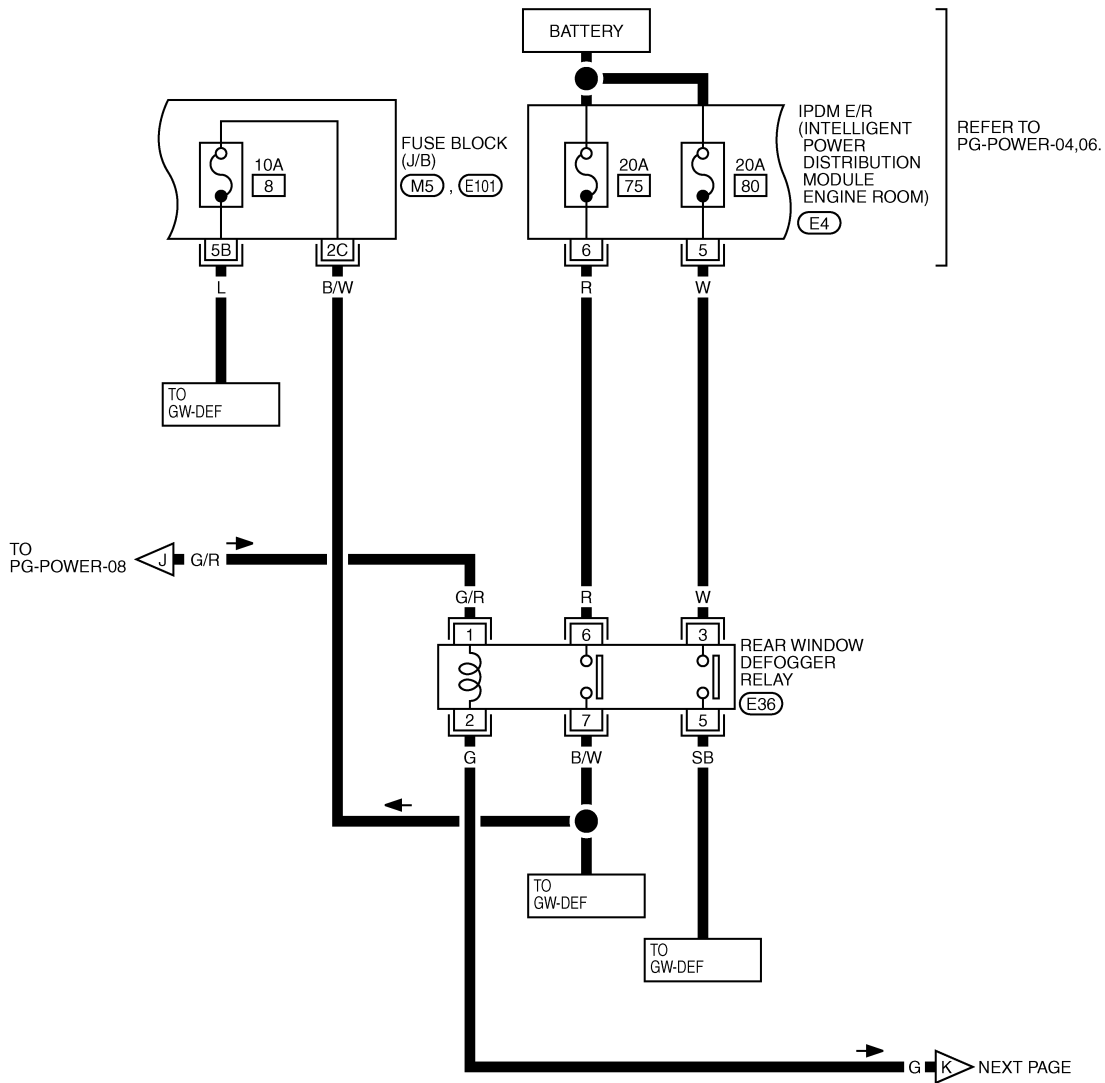 BATTERY
IPDM E/R
(INTELLIGENT
POWER
DISTRIBUTION
MODULE
ENGINE ROOM)
E4
REFER TO
PG-POWER-04,06.
FUSE BLOCK
(J/B)
M5 , E101
10A
8
20A
75
20A
80
5B
2C
6
5
L
B/W
R
W
TO
GW-DEF
TO
PG-POWER-08
J
G/R
G/R
R
W
1
6
3
REAR WINDOW
DEFOGGER
RELAY
E36
2
7
5
G
B/W
SB
TO
GW-DEF
TO
GW-DEF
G
K
NEXT PAGE